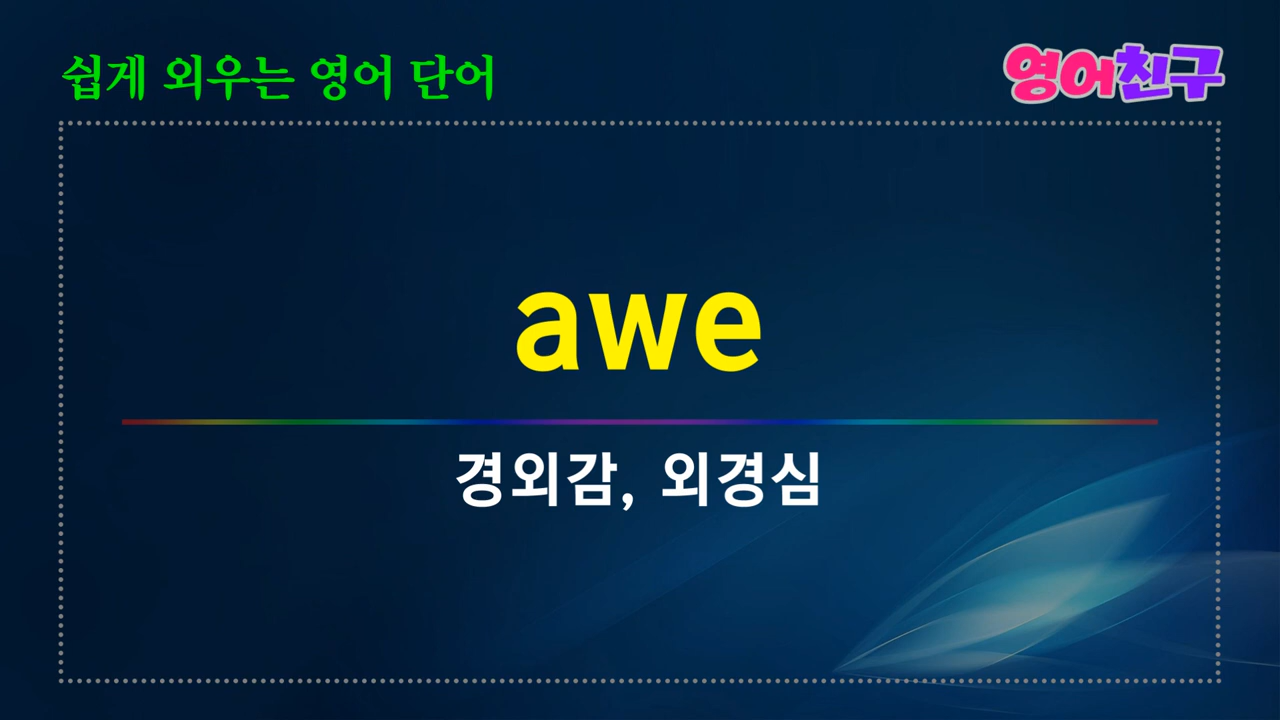 쉽게 외우는 영어 단어
영어친구
awe
경외감, 외경심